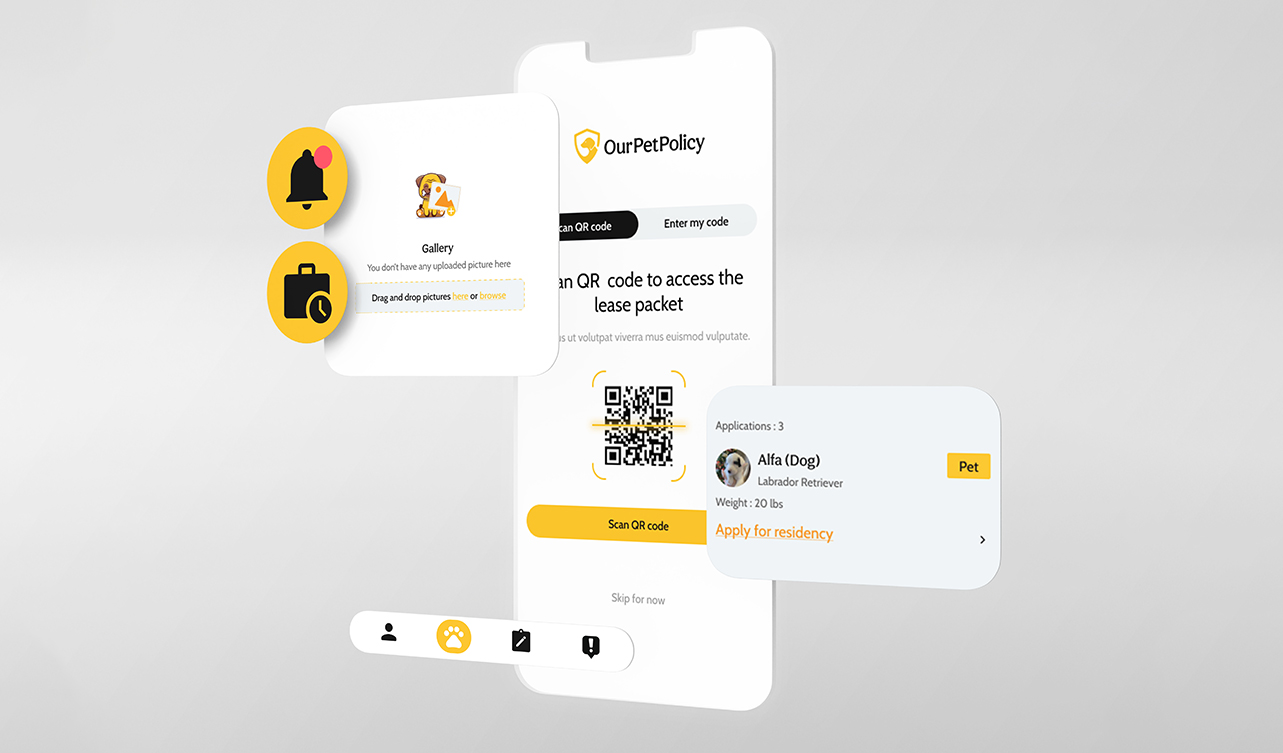 OurPetPolicy
QR code
Enter my code
QR code to access the
lease packet
ut volutpat viverra mus euismod vulputate.
Scan QR code
Skip for now
Gallery
You don't have any uploaded picture here
Drag and drop pictures here or browse
Applications : 3
Alfa (Dog)
Labrador Retriever
Pet
Weight : 20 lbs
Apply for residency